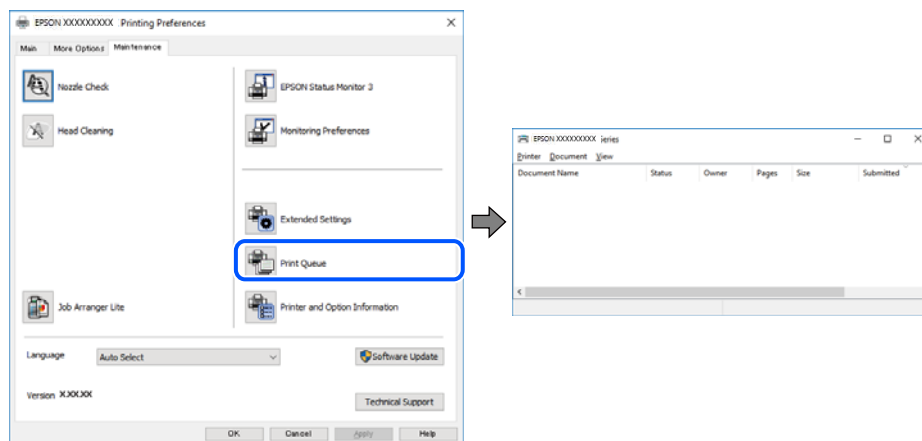 EPSON XXXXXXXXX Printing Preferences
Main More Options Maintenance
Nozzle Check
EPSON Status Monitor 3
Head Cleaning
Monitoring Preferences
Extended Settings
Print Queue
Job Arranger Lite
Printer and Option Information
Language Auto Select
Software Update
Version X.XX.XX
Technical Support
OK Cancel Apply Help
EPSON XXXXXXXXX ieries
Printer Document View
Document Name Status Owner Pages Size Submitted